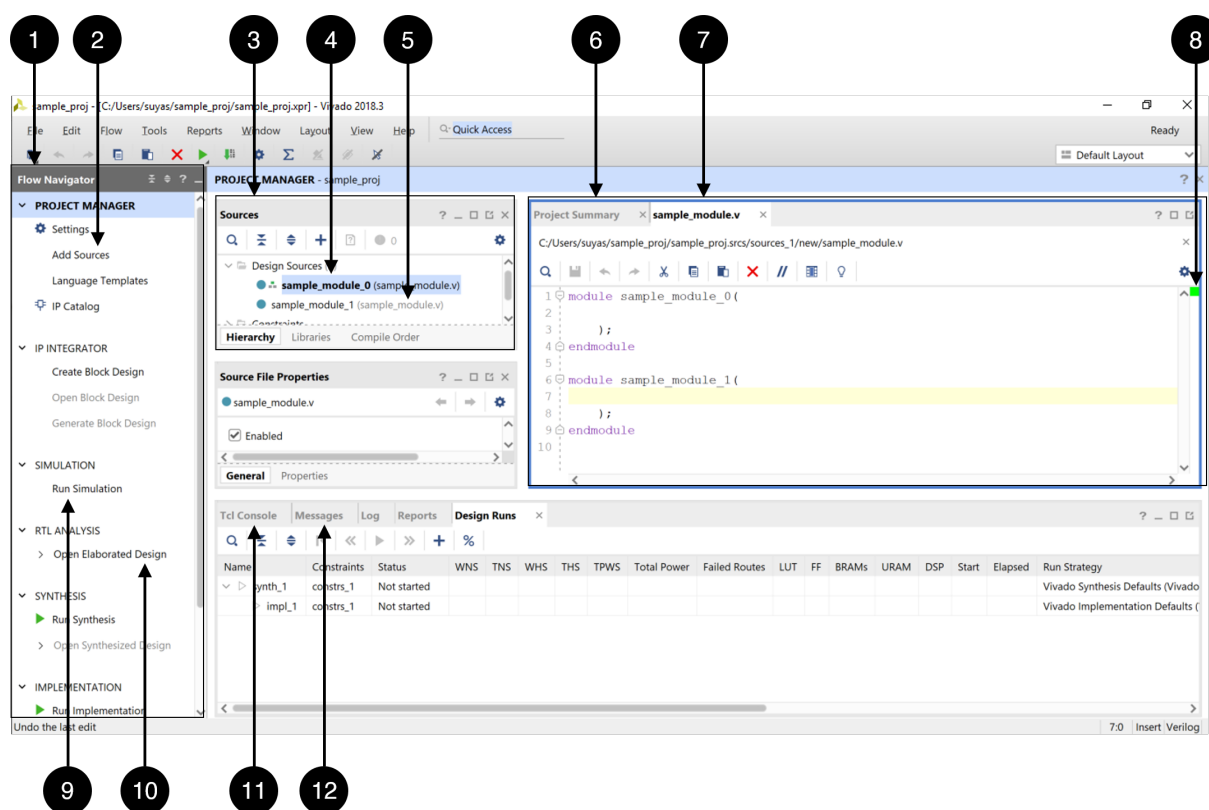 1 2 3 4 5 6 7 8
sample_proj - [C:/Users/suyas/sample_proj/sample_proj.xpr] - Vivado 2018.3
File Edit Flow Tools Reports Window Layout View Help Quick Access
Ready
Default Layout
Flow Navigator
PROJECT MANAGER
Settings
Add Sources
Language Templates
IP Catalog
IP INTEGRATOR
Create Block Design
Open Block Design
Generate Block Design
SIMULATION
Run Simulation
RTL ANALYSIS
Open Elaborated Design
SYNTHESIS
Run Synthesis
Open Synthesized Design
IMPLEMENTATION
Run Implementation
PROJECT MANAGER - sample_proj
Sources
0
Design Sources
sample_module_0 (sample_module.v)
sample_module_1 (sample_module.v)
Constraints
Hierarchy Libraries Compile Order
Source File Properties
sample_module.v
Enabled
General Properties
Project Summary sample_module.v
C:/Users/suyas/sample_proj/sample_proj.srcs/sources_1/new/sample_module.v
1 module sample_module_0(
2
3 );
4 endmodule
5
6 module sample_module_1(
7
8 );
9 endmodule
10
Tcl Console Messages Log Reports Design Runs
Name Constraints Status WNS TNS WHS THS TPWS Total Power Failed Routes LUT FF BRAMs URAM DSP Start Elapsed Run Strategy
synth_1 constrs_1 Not started Vivado Synthesis Defaults (Vivado
impl_1 constrs_1 Not started Vivado Implementation Defaults (
Undo the last edit
7:0 Insert Verilog
9 10 11 12